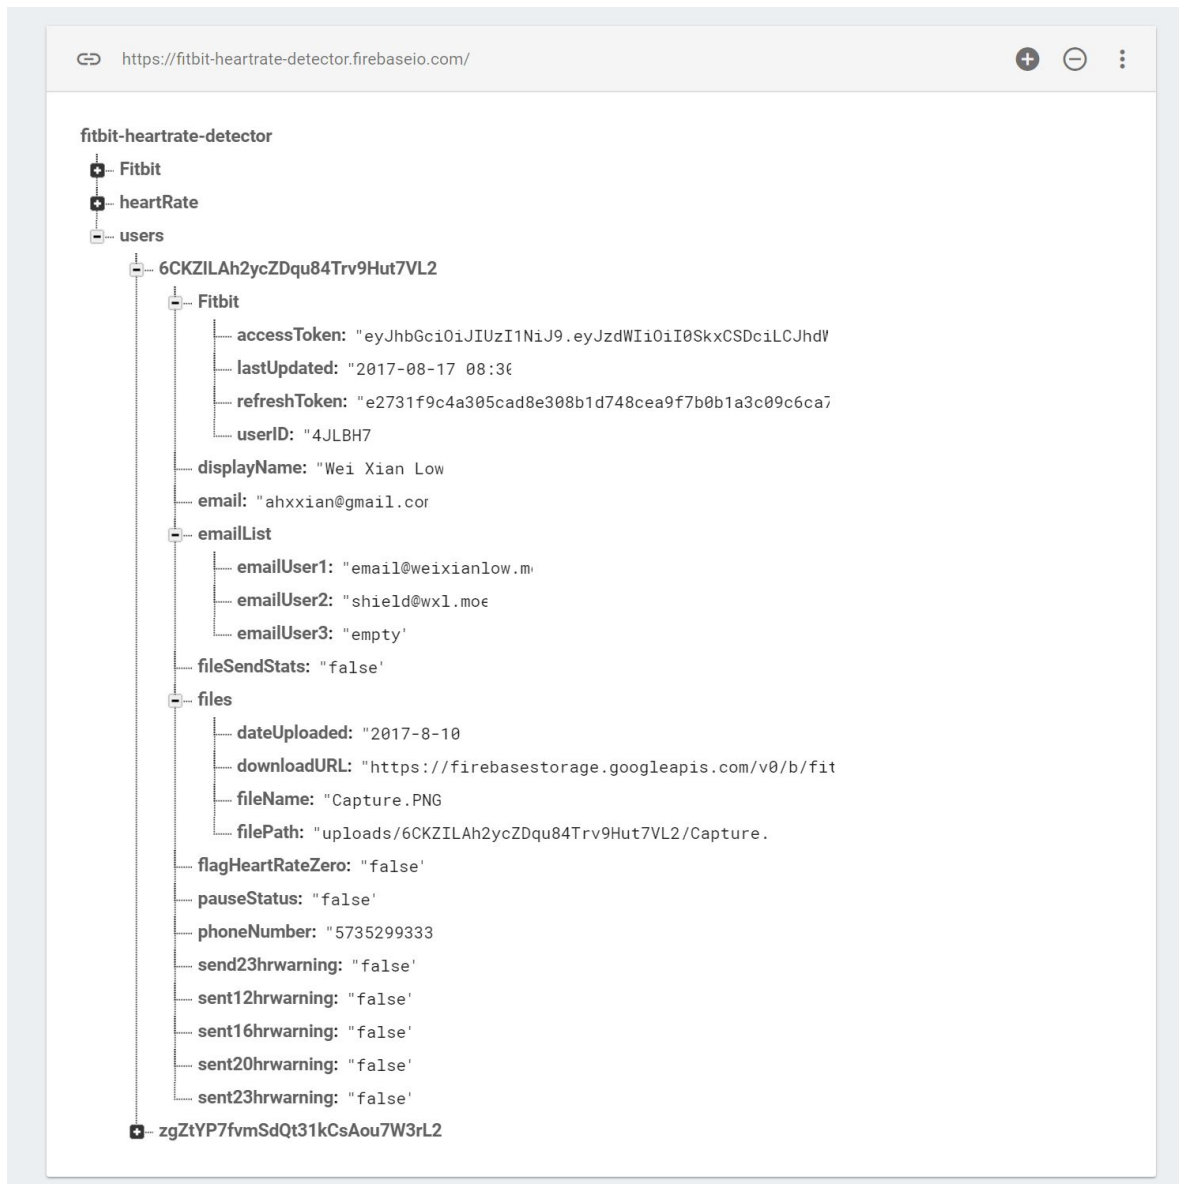 https://fitbit-heartrate-detector.firebaseio.com/
fitbit-heartrate-detector
Fitbit
heartRate
users
6CKZILAh2ycZDqu84Trv9Hut7VL2
Fitbit
accessToken: "eyJhbGciOiJIUzI1NiJ9.eyJzdWIiOiI0SkxCSDciLCJhdW
lastUpdated: "2017-08-17 08:30
refreshToken: "e2731f9c4a305cad8e308b1d748cea9f7b0b1a3c09c6ca7
userID: "4JLBH7
displayName: "Wei Xian Low
email: "ahxxian@gmail.com
emailList
emailUser1: "email@weixianlow.mo
emailUser2: "shield@wxl.moe
emailUser3: "empty"
fileSendStats: "false"
files
dateUploaded: "2017-8-10
downloadURL: "https://firebasestorage.googleapis.com/v0/b/fit
fileName: "Capture.PNG
filePath: "uploads/6CKZILAh2ycZDqu84Trv9Hut7VL2/Capture.
flagHeartRateZero: "false"
pauseStatus: "false"
phoneNumber: "5735299333
send23hrwarning: "false"
sent12hrwarning: "false"
sent16hrwarning: "false"
sent20hrwarning: "false"
sent23hrwarning: "false"
zgZtYP7fvmSdQt31kCsAou7W3rL2